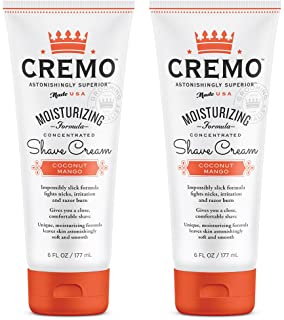 CREMO
ASTONISHINGLY SUPERIOR™
Made USA
MOISTURIZING
Formula
CONCENTRATED
Shave Cream
COCONUT
MANGO
Impossibly slick formula
fights nicks, irritation
and razor burn
Gives you a close,
comfortable shave
Unique, moisturizing formula
leaves skin astonishingly
soft and smooth
6 FL OZ / 177 mL
CREMO
ASTONISHINGLY SUPERIOR™
Made USA
MOISTURIZING
Formula
CONCENTRATED
Shave Cream
COCONUT
MANGO
Impossibly slick formula
fights nicks, irritation
and razor burn
Gives you a close,
comfortable shave
Unique, moisturizing formula
leaves skin astonishingly
soft and smooth
6 FL OZ / 177 mL